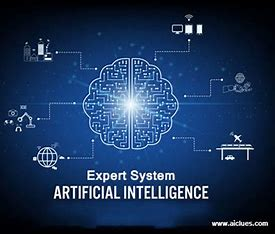 Expert System
ARTIFICIAL INTELLIGENCE
www.aiclues.com